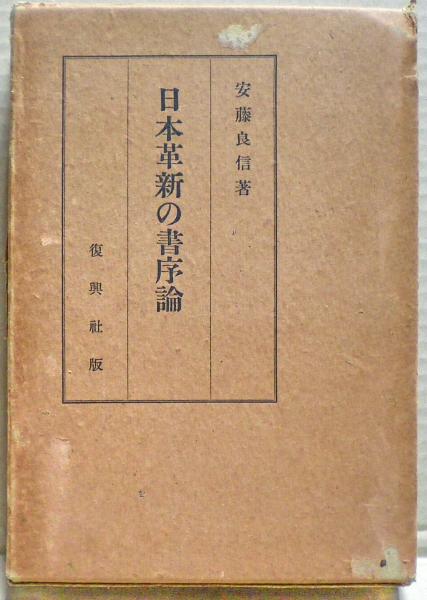 安藤良信著
日本革新の書序論
復興社版